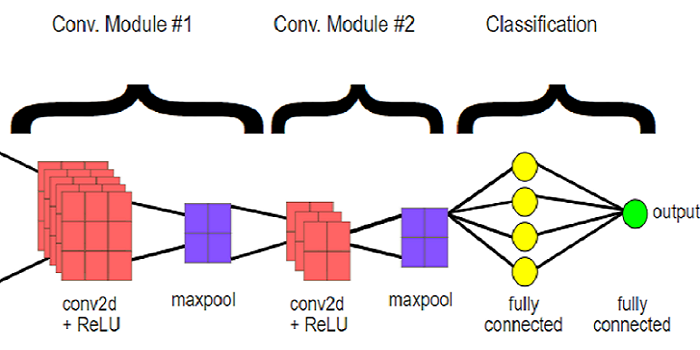 Conv. Module #1
Conv. Module #2
Classification
output
conv2d
+ ReLU
maxpool
conv2d
+ ReLU
maxpool
fully
connected
fully
connected